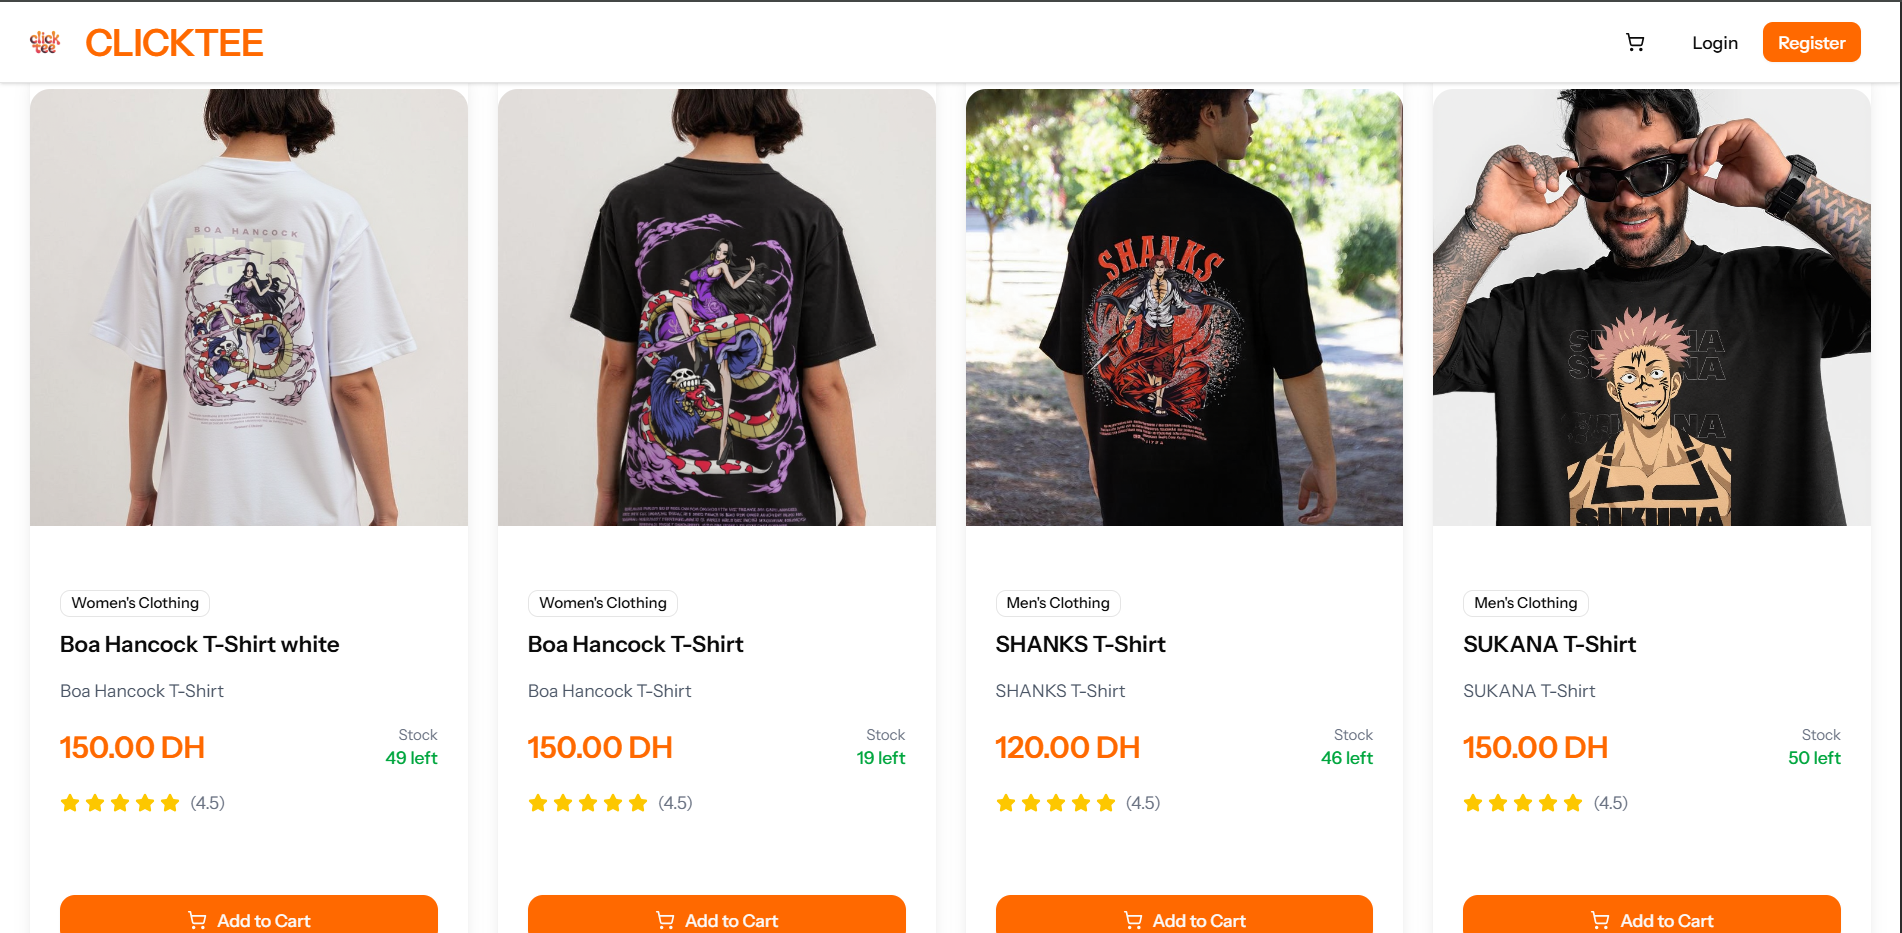 click
tee
CLICKTEE
Login
Register
BOA HANCOCK
SHANKS
SUKUNA
Women's Clothing
Boa Hancock T-Shirt white
Boa Hancock T-Shirt
150.00 DH
Stock
49 left
(4.5)
Add to Cart
Women's Clothing
Boa Hancock T-Shirt
Boa Hancock T-Shirt
150.00 DH
Stock
19 left
(4.5)
Add to Cart
Men's Clothing
SHANKS T-Shirt
SHANKS T-Shirt
120.00 DH
Stock
46 left
(4.5)
Add to Cart
Men's Clothing
SUKANA T-Shirt
SUKANA T-Shirt
150.00 DH
Stock
50 left
(4.5)
Add to Cart